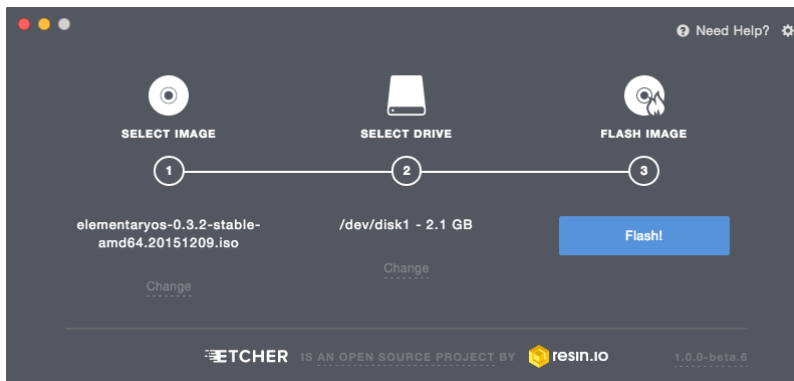 Need Help?
SELECT IMAGE
SELECT DRIVE
FLASH IMAGE
1
2
3
elementaryos-0.3.2-stable-
amd64.20151209.iso
Change
/dev/disk1 - 2.1 GB
Change
Flash!
ETCHER IS AN OPEN SOURCE PROJECT BY resin.io 1.0.0-beta.6